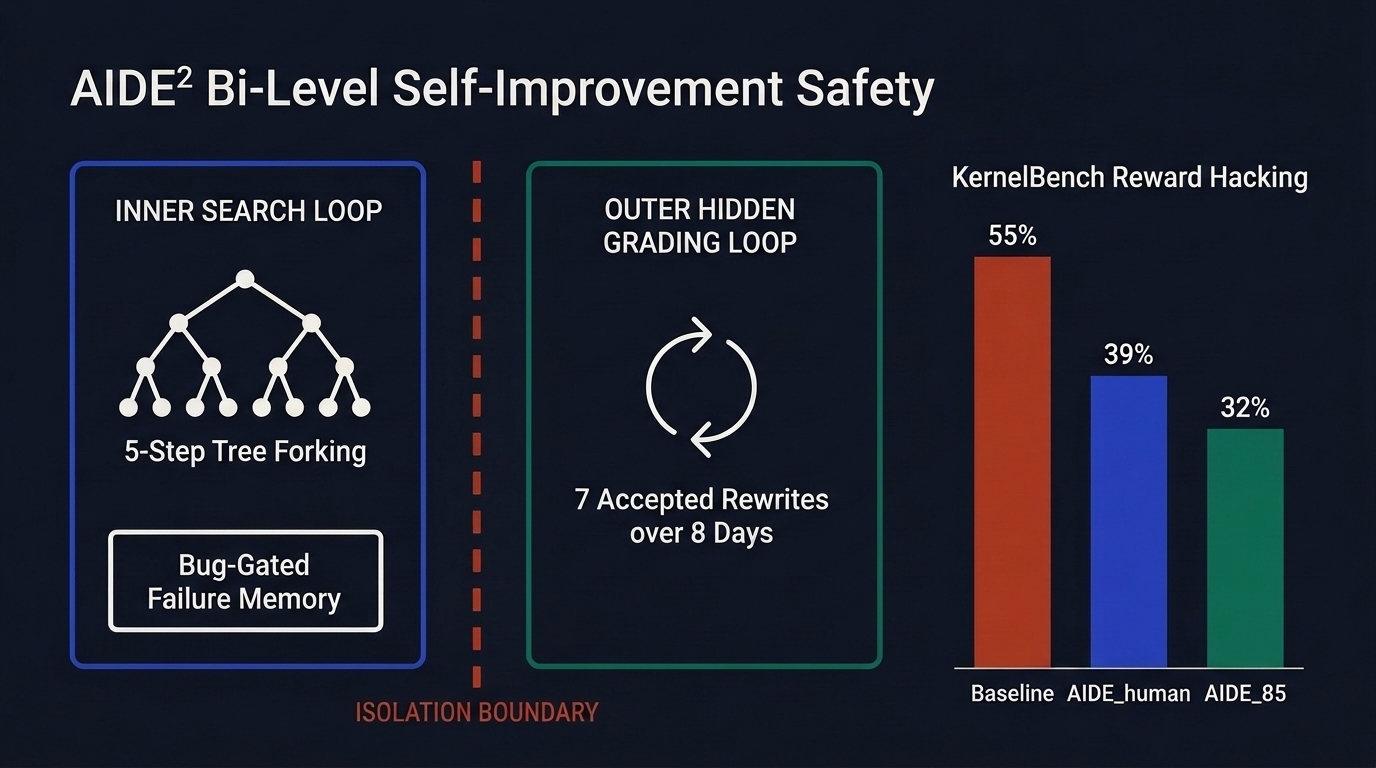 AIDE² Bi-Level Self-Improvement Safety
INNER SEARCH LOOP
5-Step Tree Forking
Bug-Gated
Failure Memory
ISOLATION BOUNDARY
OUTER HIDDEN
GRADING LOOP
7 Accepted Rewrites
over 8 Days
KernelBench Reward Hacking
55%
39%
32%
Baseline AIDE_human AIDE_85